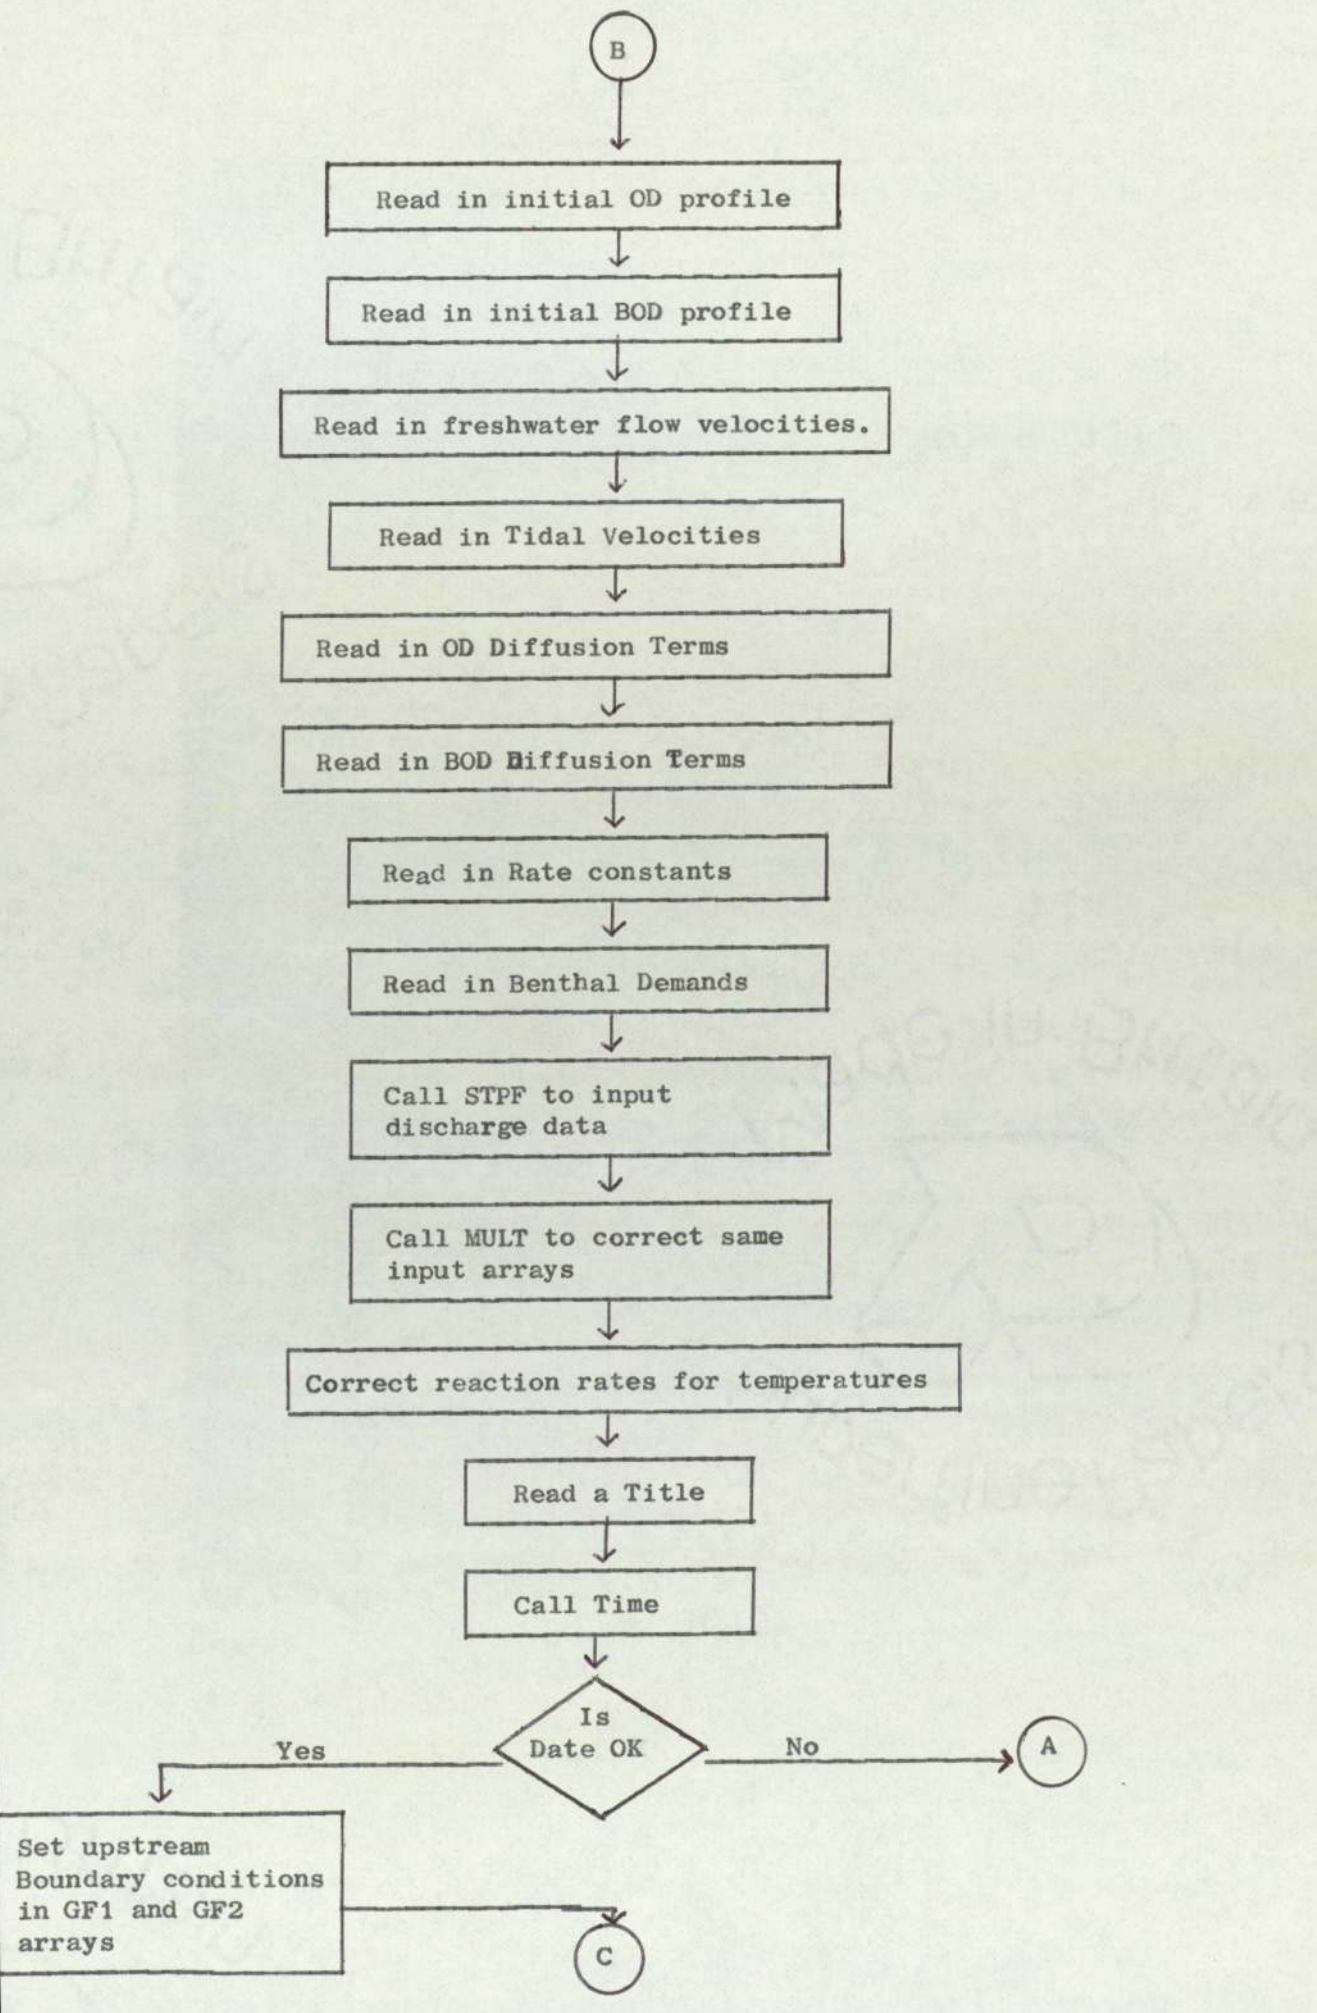 B
Read in initial OD profile
Read in initial BOD profile
Read in freshwater flow velocities.
Read in Tidal Velocities
Read in OD Diffusion Terms
Read in BOD Diffusion Terms
Read in Rate constants
Read in Benthal Demands
Call STPF to input
discharge data
Call MULT to correct same
input arrays
Correct reaction rates for temperatures
Read a Title
Call Time
Is
Date OK
Yes
No
A
Set upstream
Boundary conditions
in GF1 and GF2
arrays
C